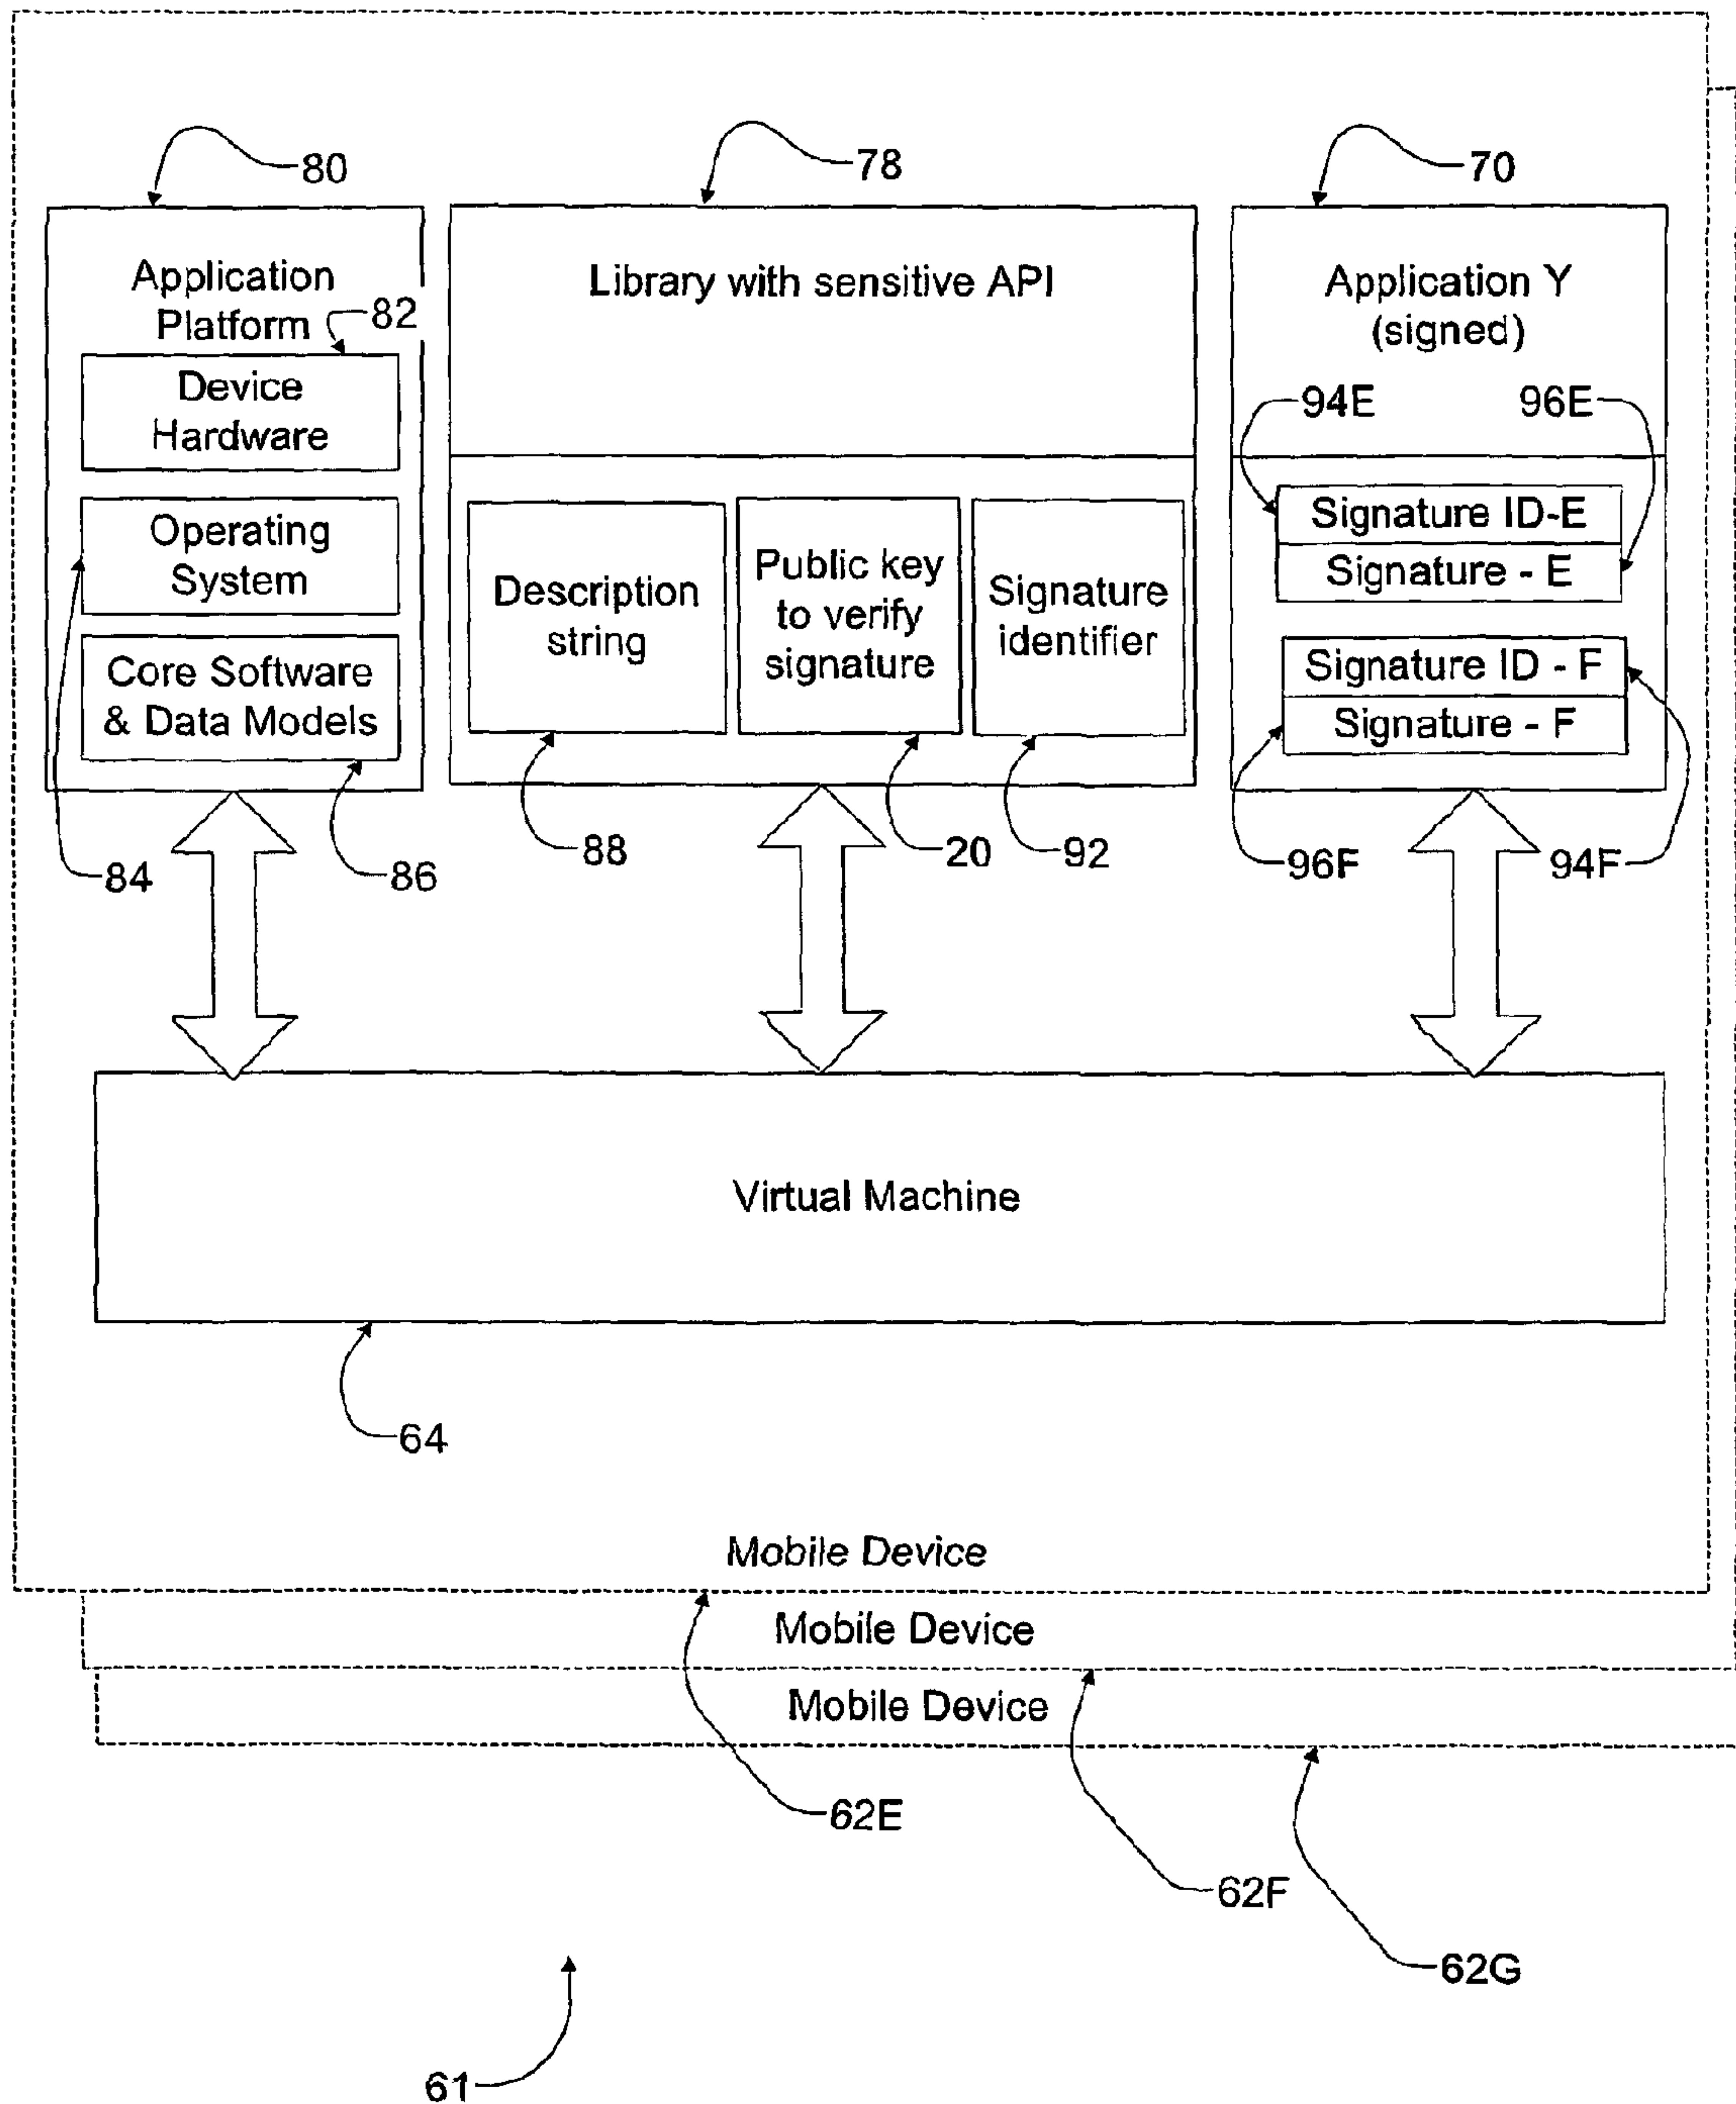 80
78
70
Application
Platform
82
Library with sensitive API
Application Y
(signed)
Device
Hardware
94E
96E
Operating
System
Description
string
Public key
to verify
signature
Signature
identifier
Signature ID-E
Signature - E
Core Software
& Data Models
Signature ID - F
Signature - F
84
86
88
20
92
96F
94F
Virtual Machine
64
Mobile Device
Mobile Device
Mobile Device
62E
62F
62G
61